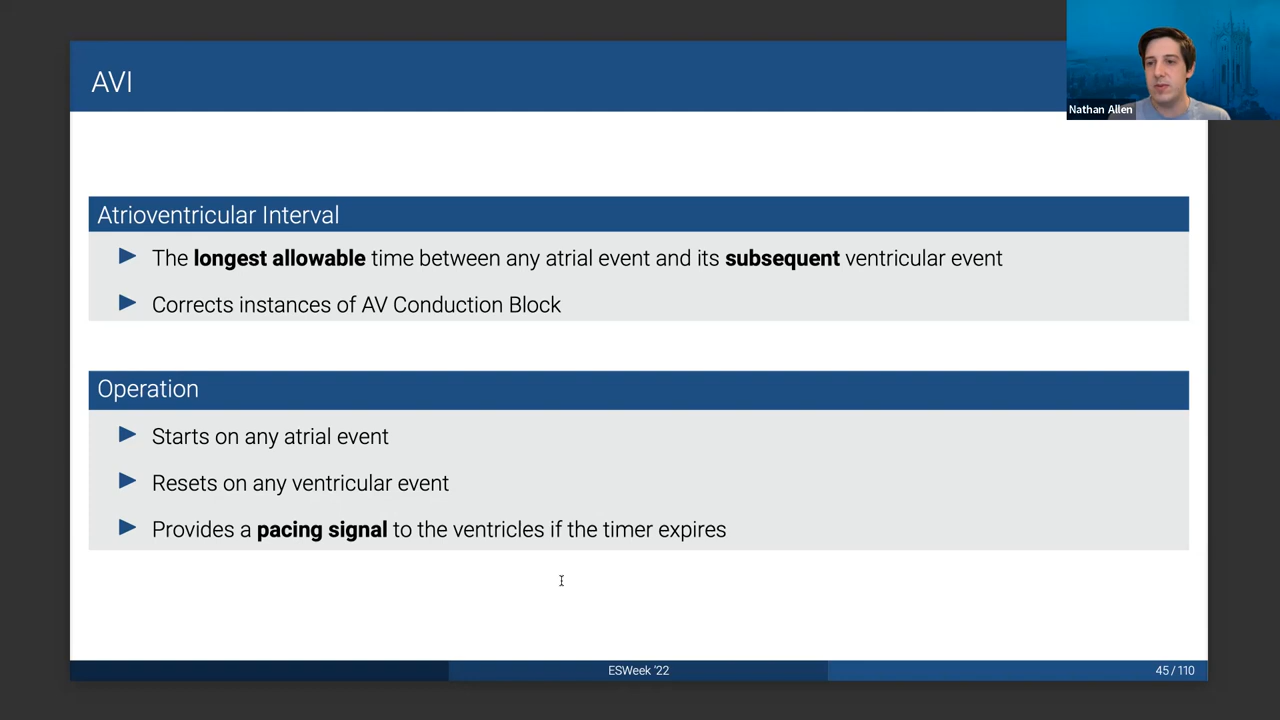 AVI
Nathan Allen
Atrioventricular Interval
The longest allowable time between any atrial event and its subsequent ventricular event
Corrects instances of AV Conduction Block
Operation
Starts on any atrial event
Resets on any ventricular event
Provides a pacing signal to the ventricles if the timer expires
ESWeek '22
45/110